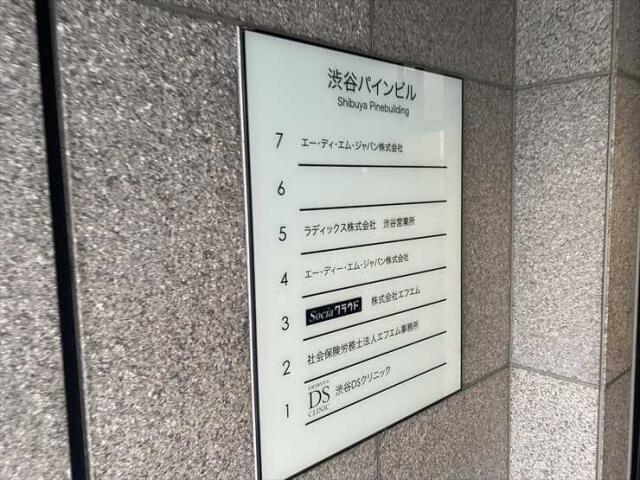 渋谷パインビル
Shibuya Pinebuilding
7 エー・ディ・エム・ジャパン株式会社
6
5 ラディックス株式会社 渋谷営業所
4 エー・ディー・エム・ジャパン株式会社
3 Sociaクラウド 株式会社エフエム
2 社会保険労務士法人エフエム事務所
1 DS CLINIC 渋谷DSクリニック